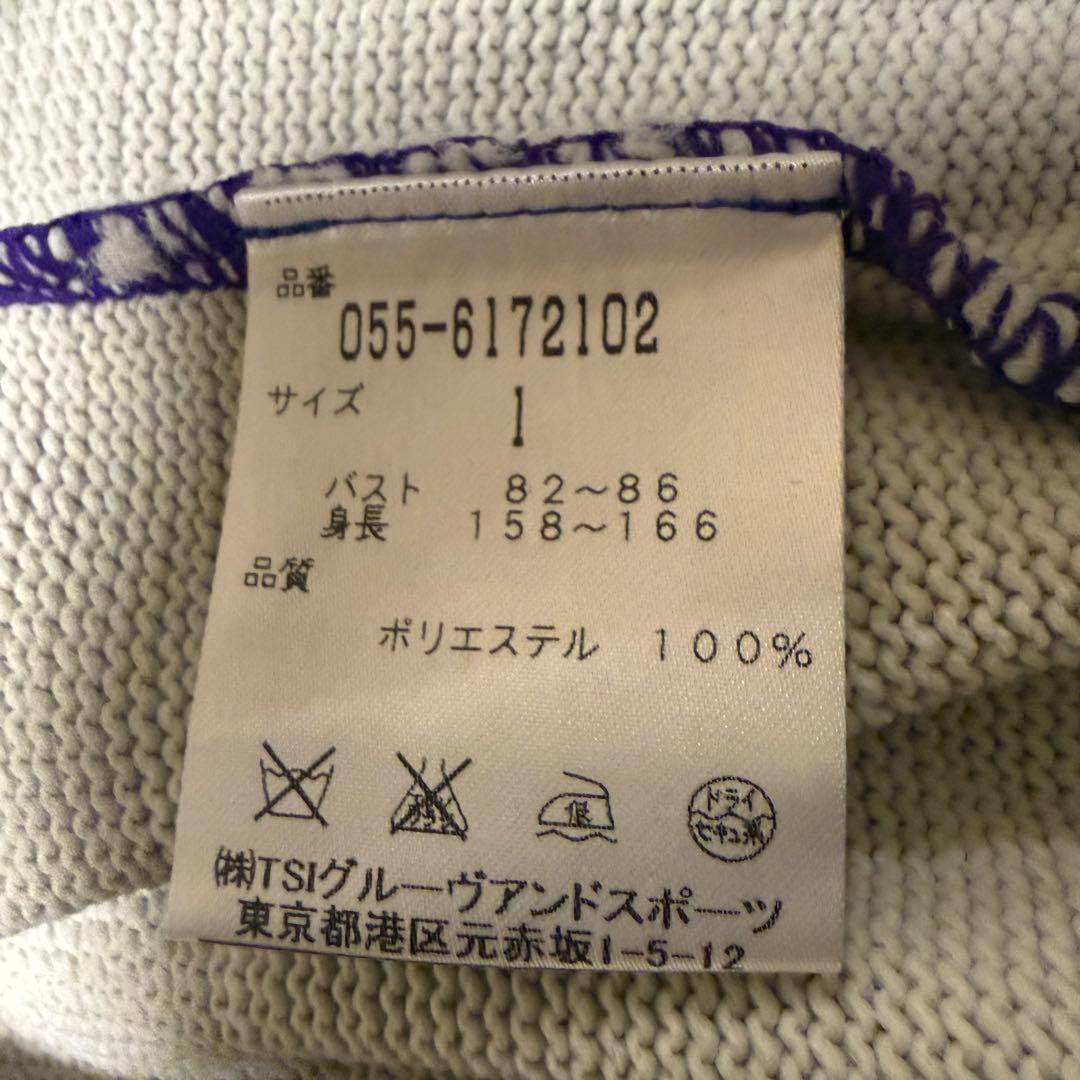 品番
055-6172102
サイズ 1
バスト 82~86
身長 158~166
品質
ポリエステル 100%
低 ドライ
セキユ系
(株)TSIグルーヴアンドスポーツ
東京都港区元赤坂1-5-12